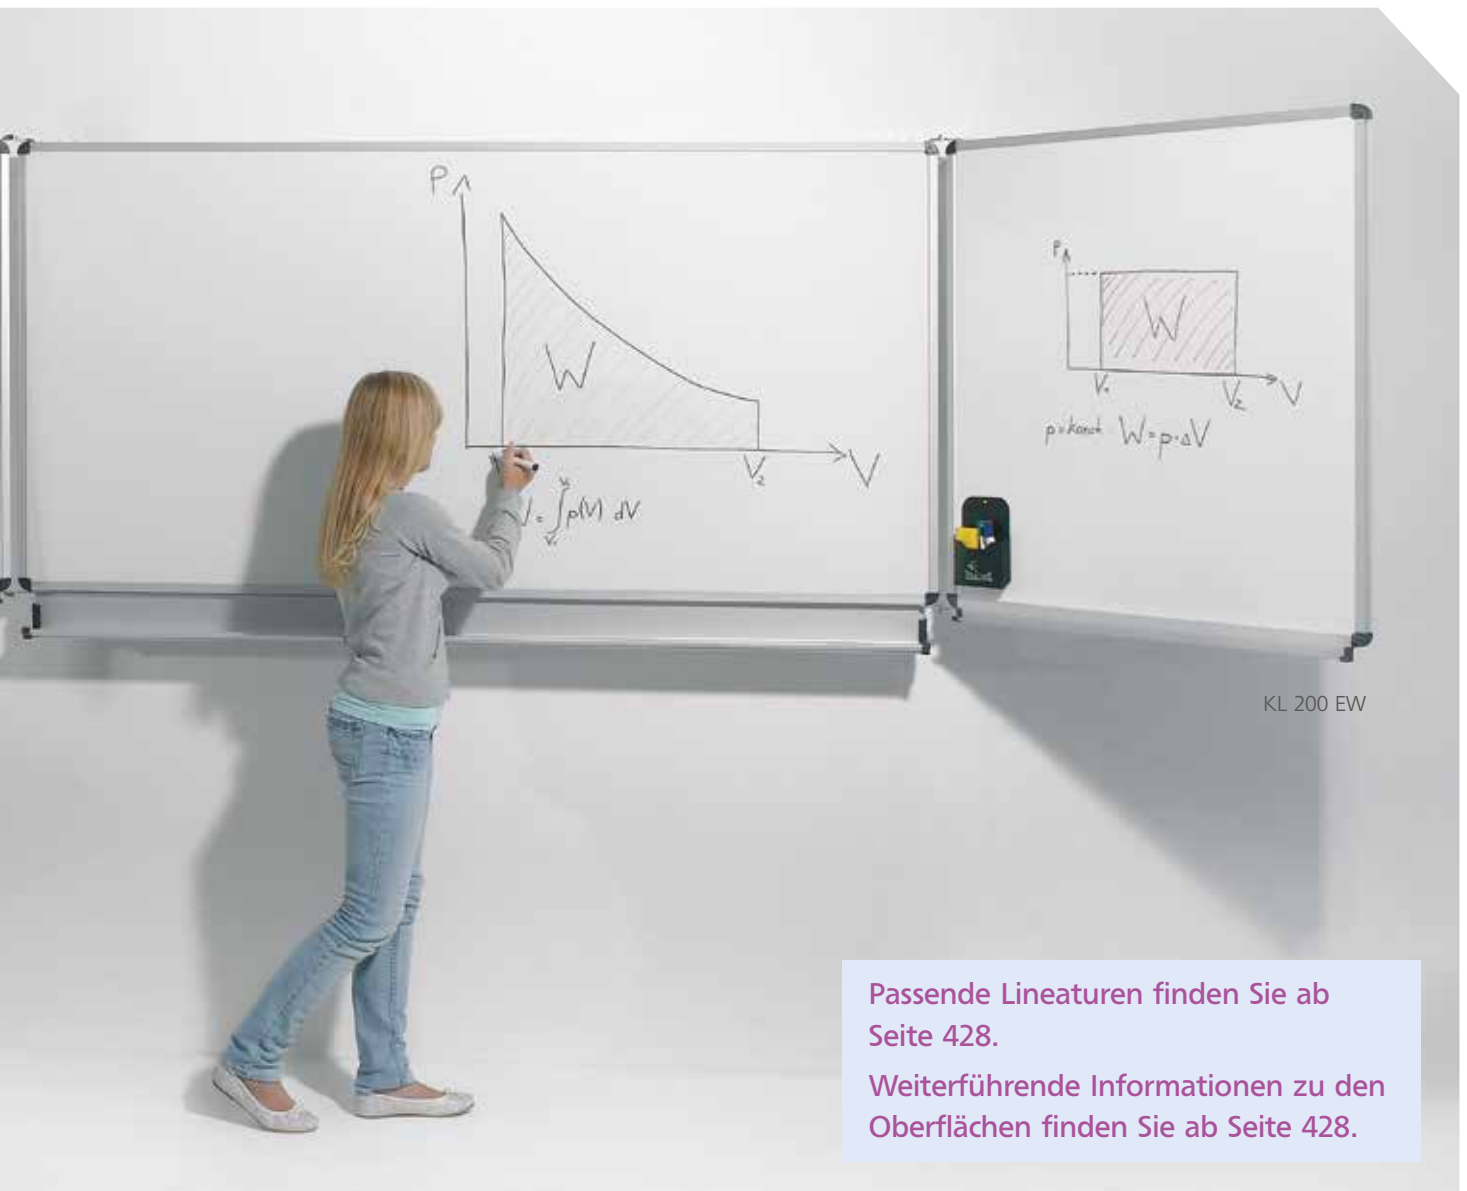 P
W
V₂
V
= ∫ p(V) dV
P
W
V₁
V₂
V
p=konst. W=p·ΔV
KL 200 EW
Passende Lineaturen finden Sie ab
Seite 428.
Weiterführende Informationen zu den
Oberflächen finden Sie ab Seite 428.